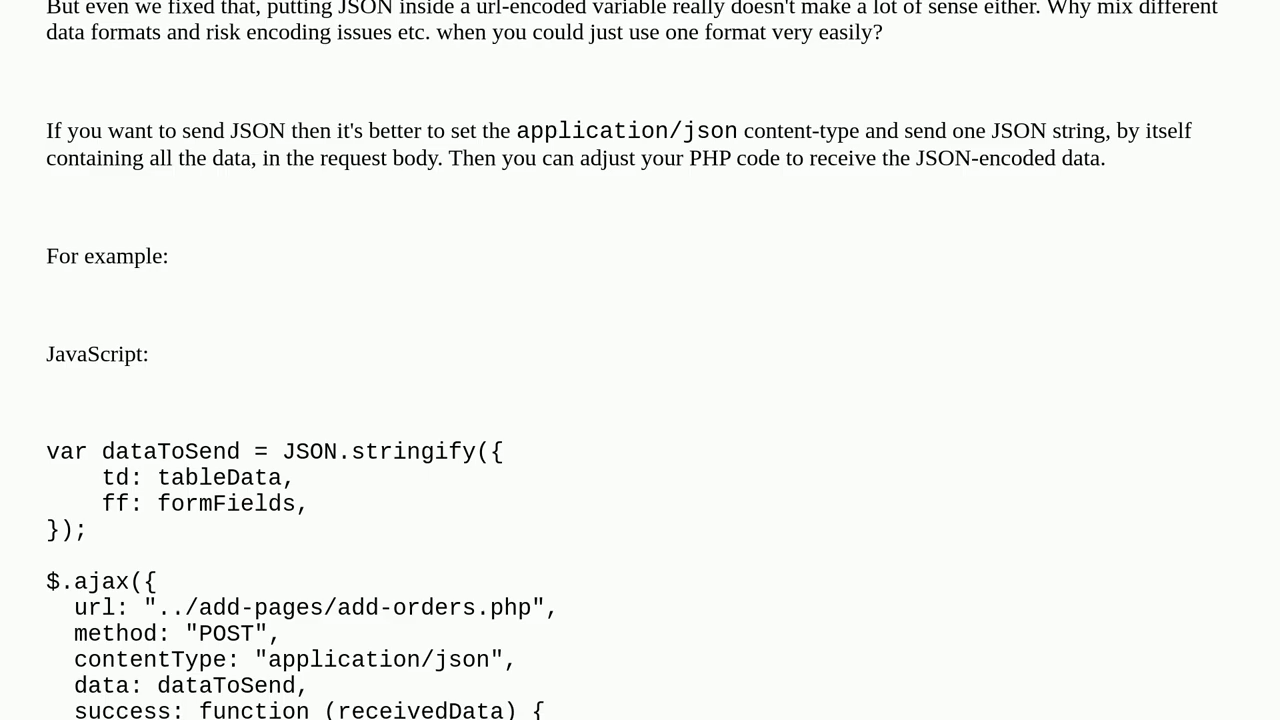 But even we fixed that, putting JSON inside a url-encoded variable really doesn't make a lot of sense either. Why mix different
data formats and risk encoding issues etc. when you could just use one format very easily?
If you want to send JSON then it's better to set the application/json content-type and send one JSON string, by itself
containing all the data, in the request body. Then you can adjust your PHP code to receive the JSON-encoded data.
For example:
JavaScript:
var dataToSend = JSON.stringify({
    td: tableData,
    ff: formFields,
});
$.ajax({
  url: "../add-pages/add-orders.php",
  method: "POST",
  contentType: "application/json",
  data: dataToSend,
  success: function (receivedData) {